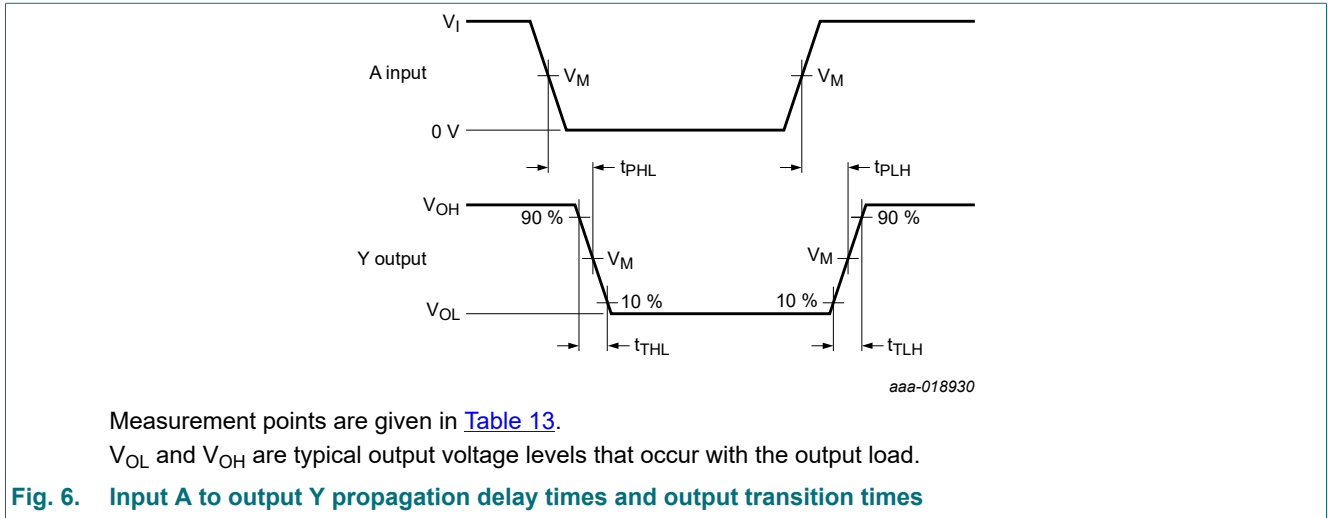 V_I
A input
V_M
V_M
0 V
t_PHL
t_PLH
V_OH
90 %
90 %
Y output
V_M
V_M
10 %
10 %
V_OL
t_THL
t_TLH
aaa-018930
Measurement points are given in Table 13.
V_OL and V_OH are typical output voltage levels that occur with the output load.
Fig. 6. Input A to output Y propagation delay times and output transition times